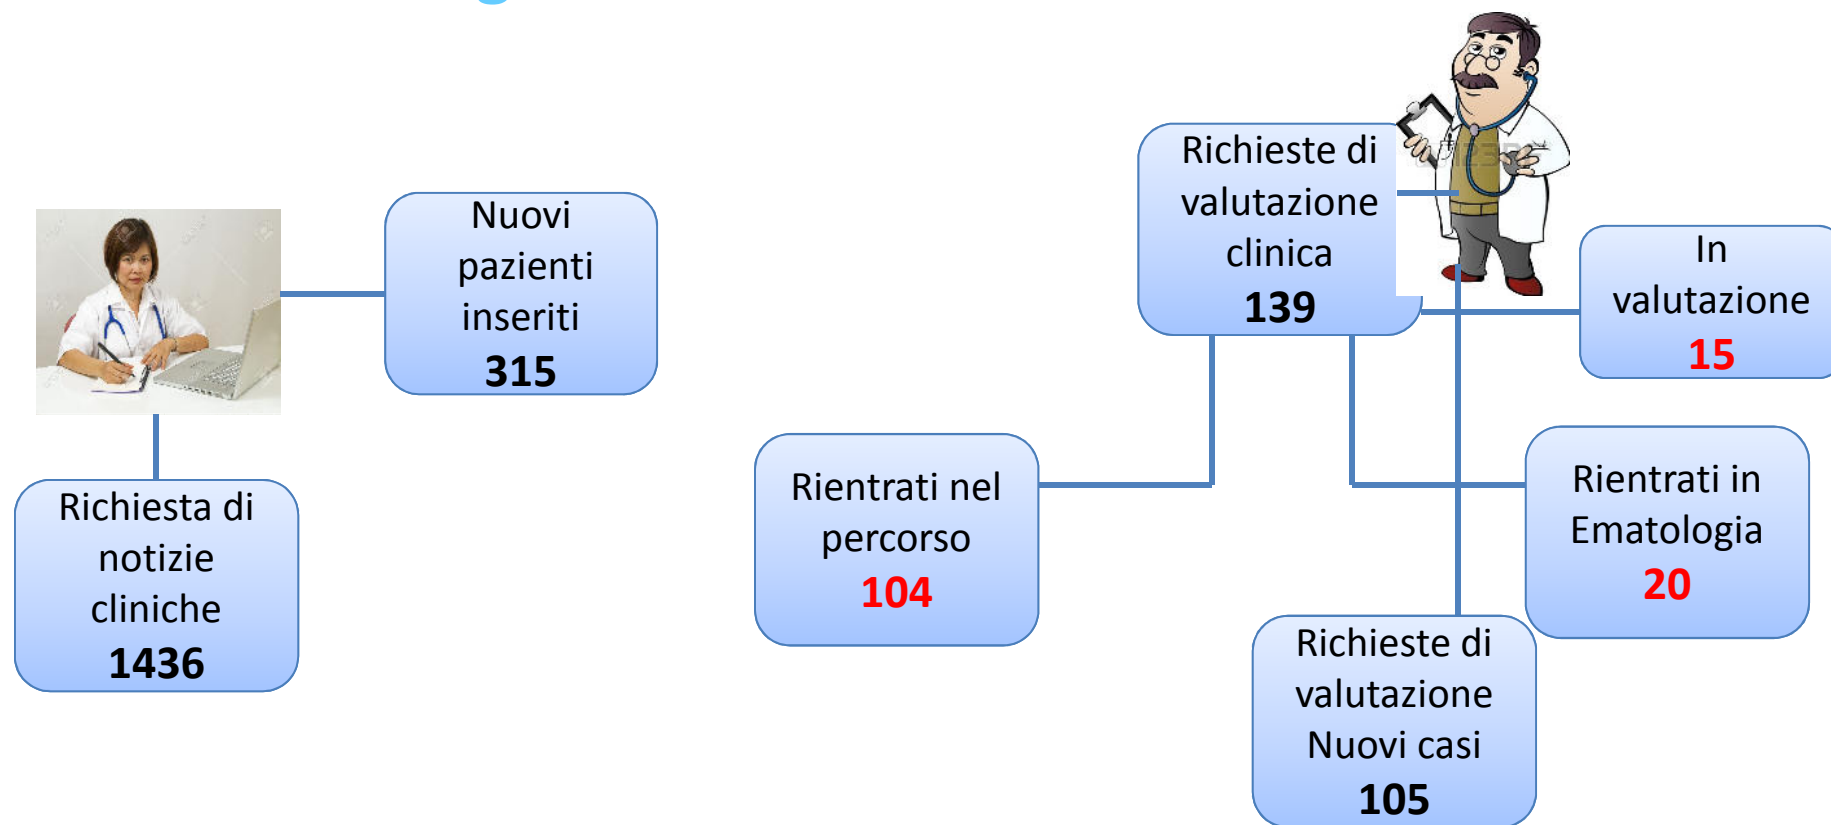 Nuovi
pazienti
inseriti
315
Richiesta di
notizie
cliniche
1436
Richieste di
valutazione
clinica
139
In
valutazione
15
Rientrati nel
percorso
104
Rientrati in
Ematologia
20
Richieste di
valutazione
Nuovi casi
105